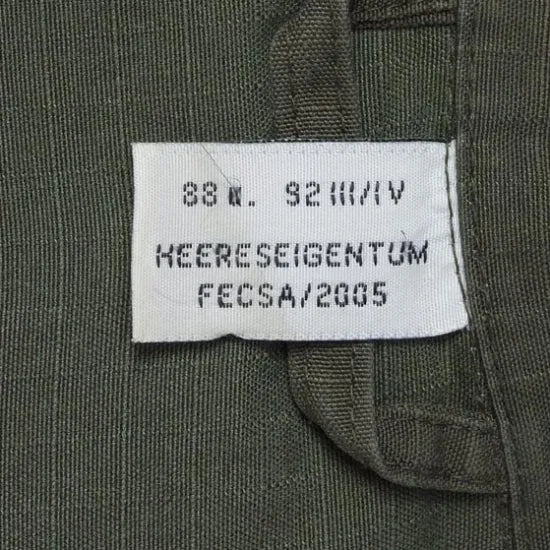 88 n. 92 III/IV
HEERESEIGENTUM
FECSA/2005